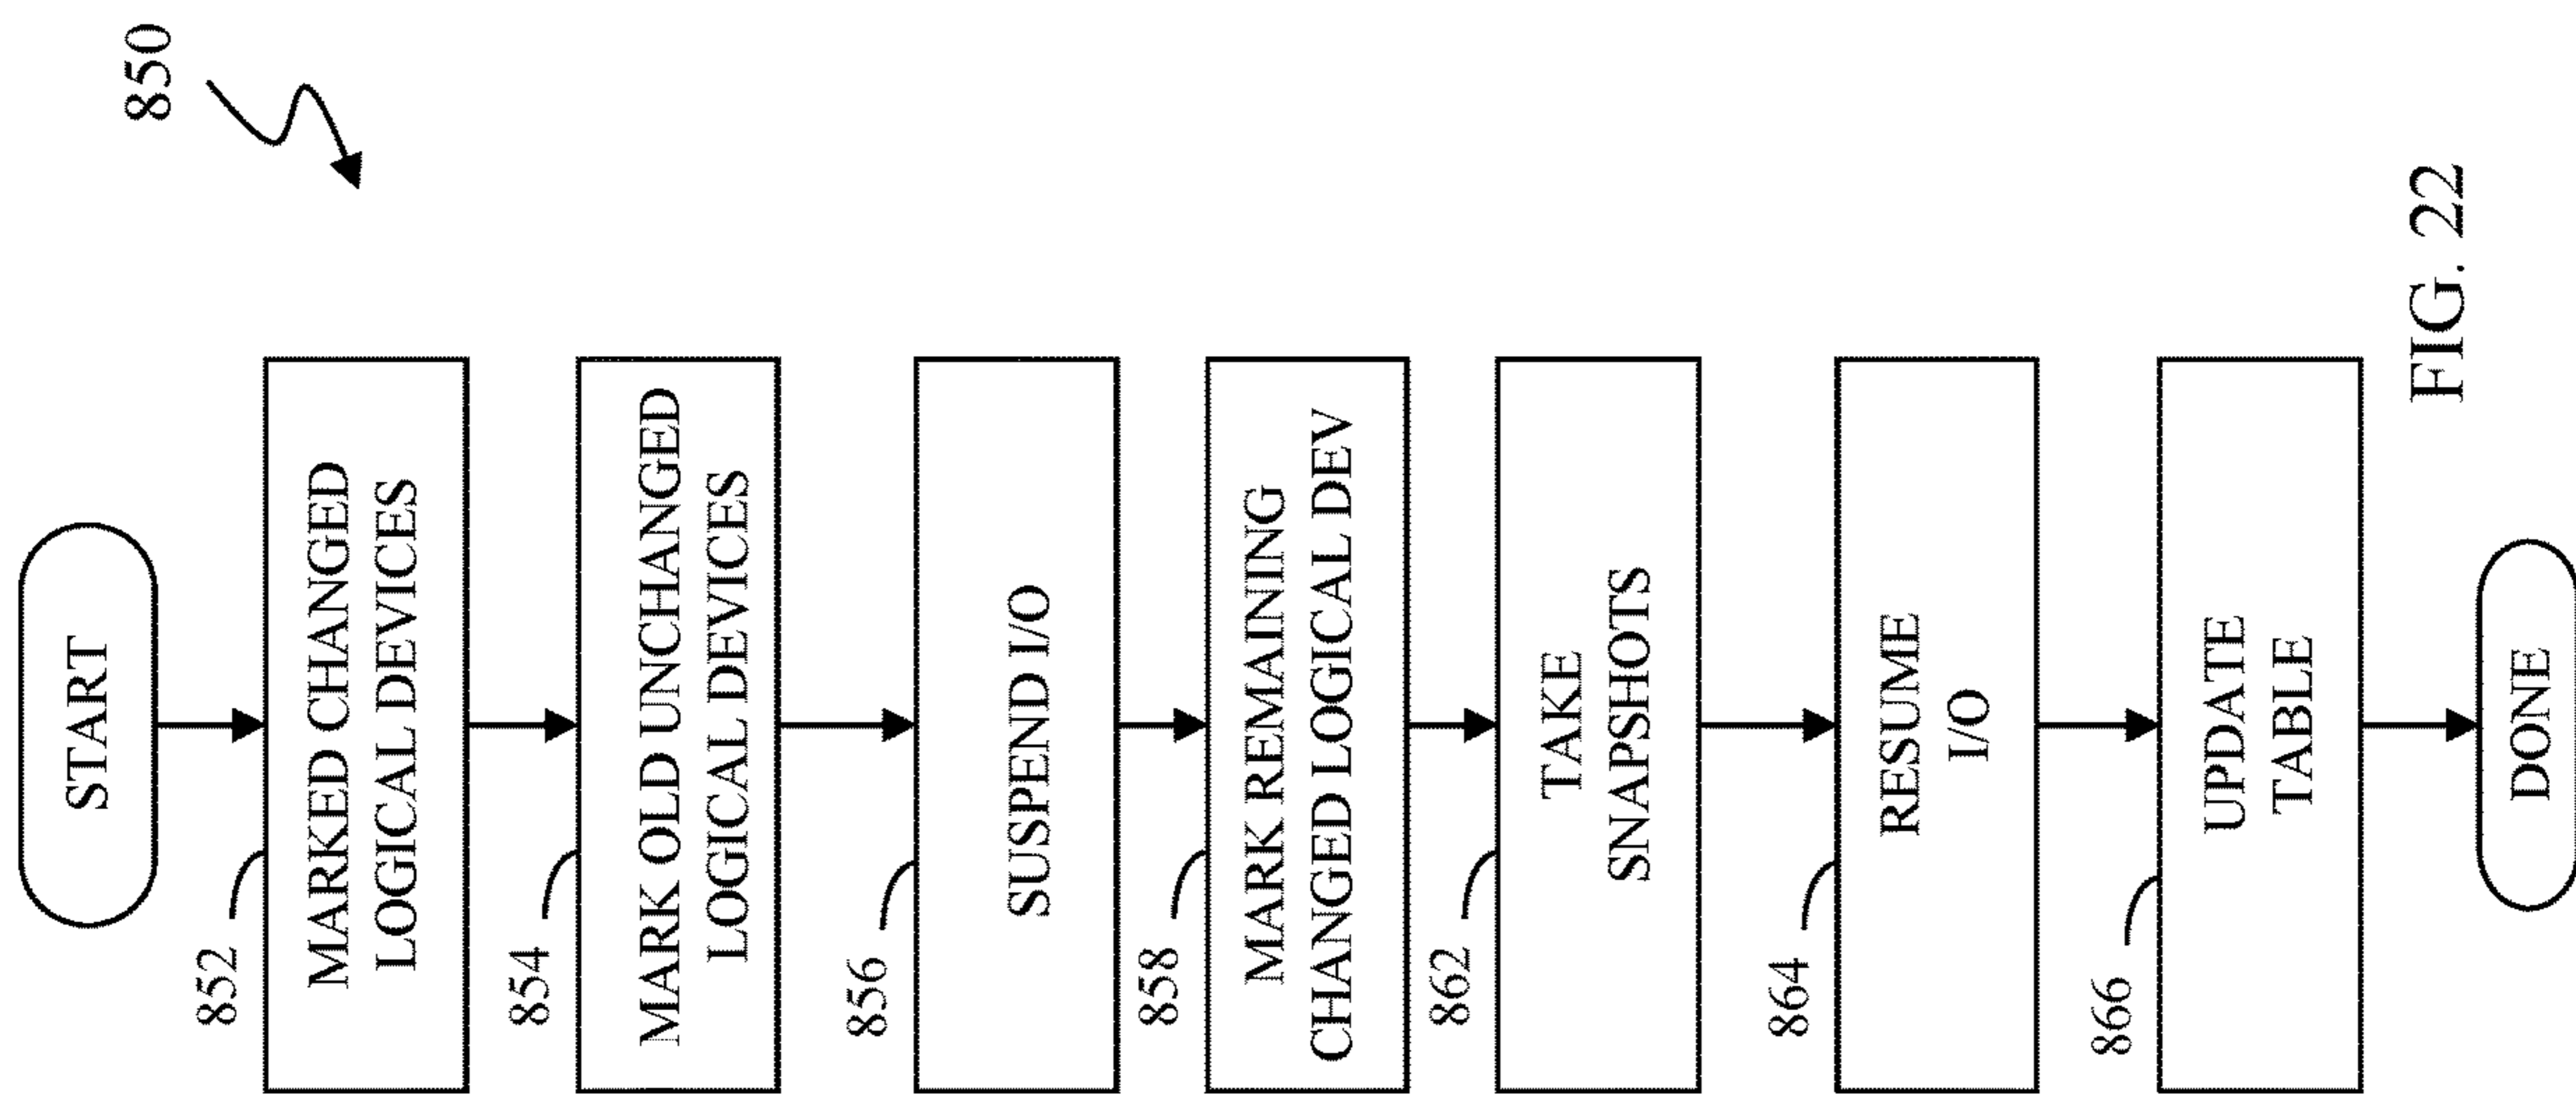 850
START
852
MARKED CHANGED
LOGICAL DEVICES
854
MARK OLD UNCHANGED
LOGICAL DEVICES
856
SUSPEND I/O
858
MARK REMAINING
CHANGED LOGICAL DEV
862
TAKE
SNAPSHOTS
864
RESUME
I/O
866
UPDATE
TABLE
DONE
FIG. 22